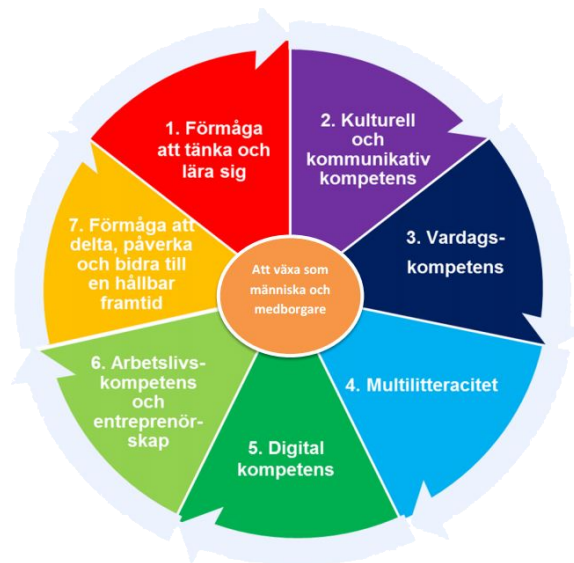 1. Förmåga
att tänka och
lära sig
2. Kulturell
och
kommunikativ
kompetens
3. Vardags-
kompetens
4. Multilitteracitet
5. Digital
kompetens
6. Arbetslivs-
kompetens
och
entreprenör-
skap
7. Förmåga att
delta, påverka
och bidra till
en hållbar
framtid
Att växa som
människa och
medborgare